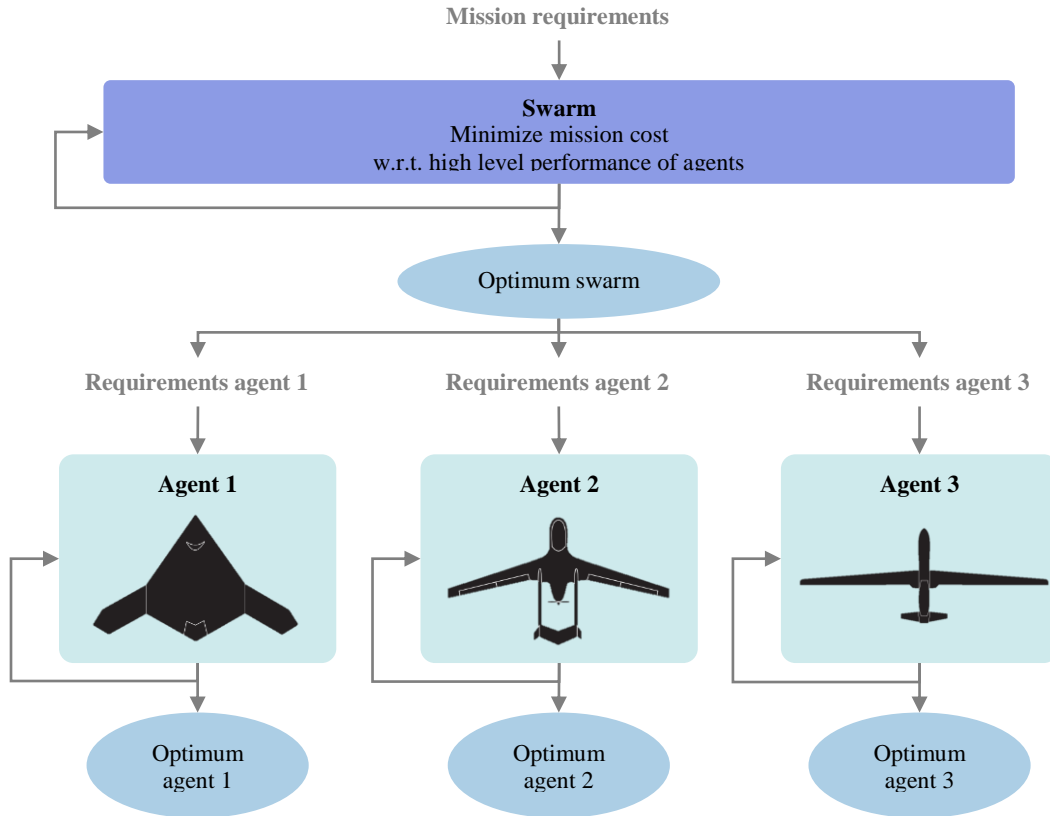 Mission requirements
Swarm
Minimize mission cost
w.r.t. high level performance of agents
Optimum swarm
Requirements agent 1
Requirements agent 2
Requirements agent 3
Agent 1
Agent 2
Agent 3
Optimum
agent 1
Optimum
agent 2
Optimum
agent 3